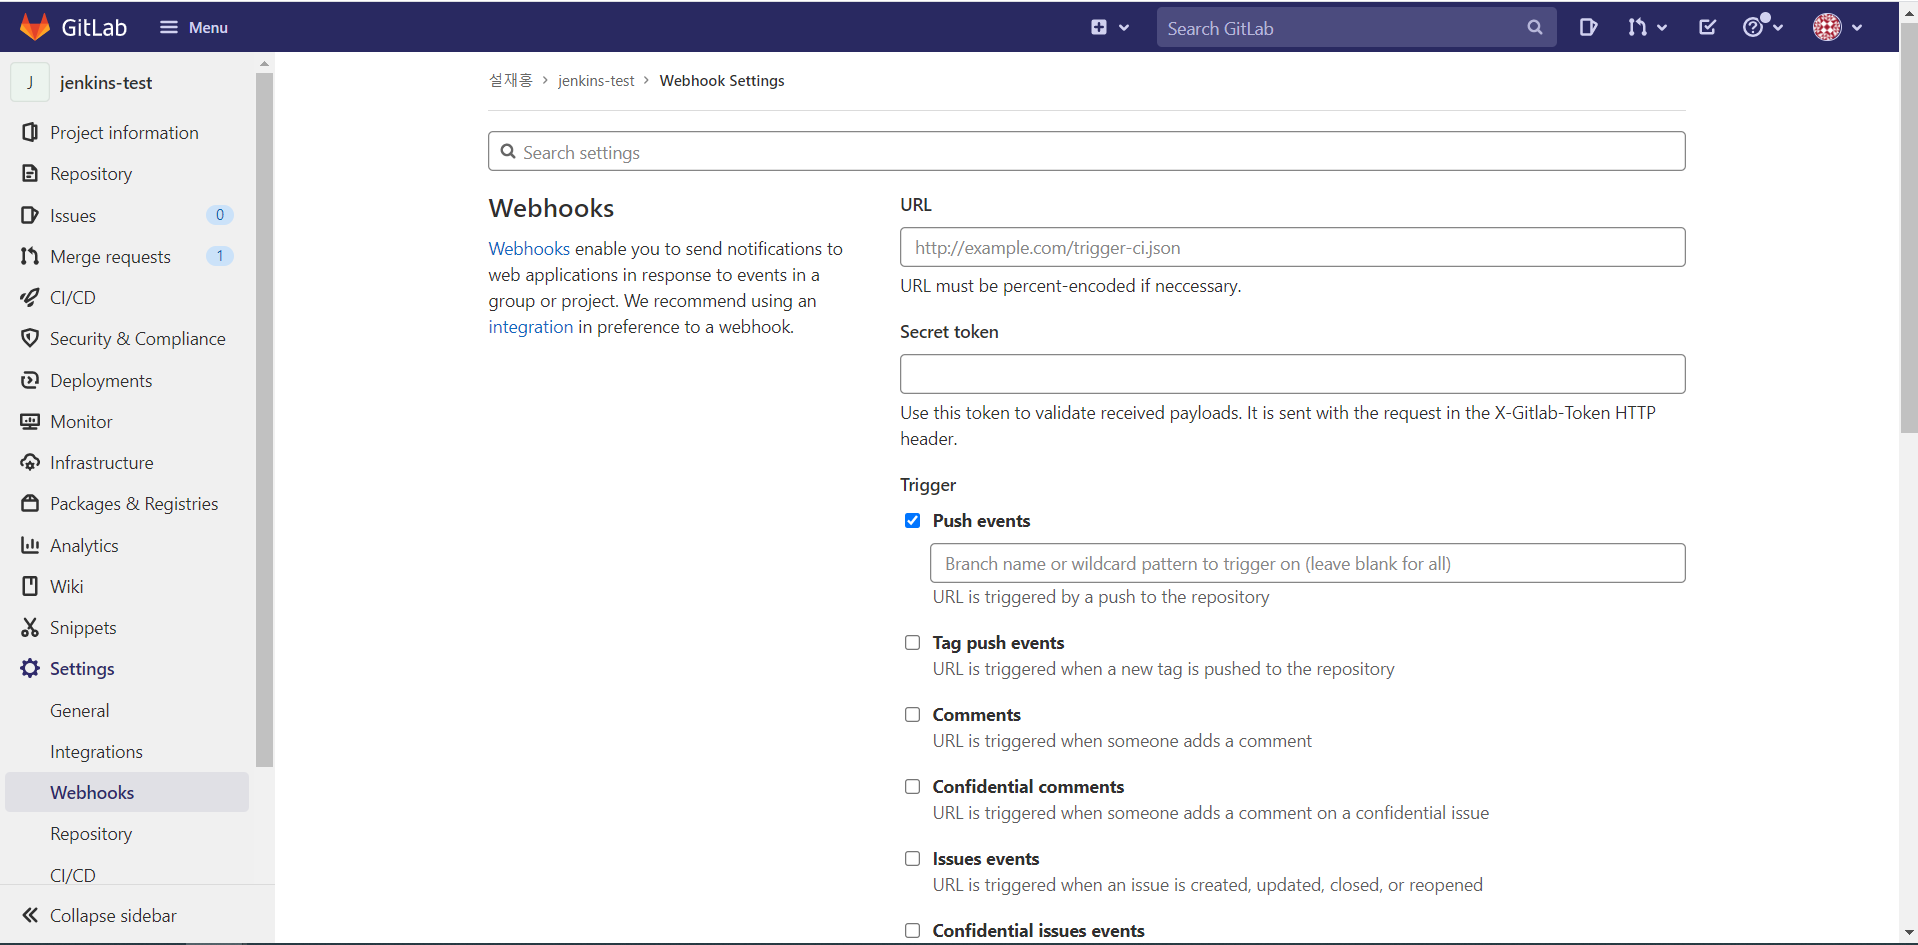 GitLab
Menu
Search GitLab
J
jenkins-test
Project information
Repository
Issues
0
Merge requests
1
CI/CD
Security & Compliance
Deployments
Monitor
Infrastructure
Packages & Registries
Analytics
Wiki
Snippets
Settings
General
Integrations
Webhooks
Repository
CI/CD
Collapse sidebar
설재홍 > jenkins-test > Webhook Settings
Search settings
Webhooks
Webhooks enable you to send notifications to
web applications in response to events in a
group or project. We recommend using an
integration in preference to a webhook.
URL
http://example.com/trigger-ci.json
URL must be percent-encoded if neccessary.
Secret token
Use this token to validate received payloads. It is sent with the request in the X-Gitlab-Token HTTP
header.
Trigger
Push events
Branch name or wildcard pattern to trigger on (leave blank for all)
URL is triggered by a push to the repository
Tag push events
URL is triggered when a new tag is pushed to the repository
Comments
URL is triggered when someone adds a comment
Confidential comments
URL is triggered when someone adds a comment on a confidential issue
Issues events
URL is triggered when an issue is created, updated, closed, or reopened
Confidential issues events